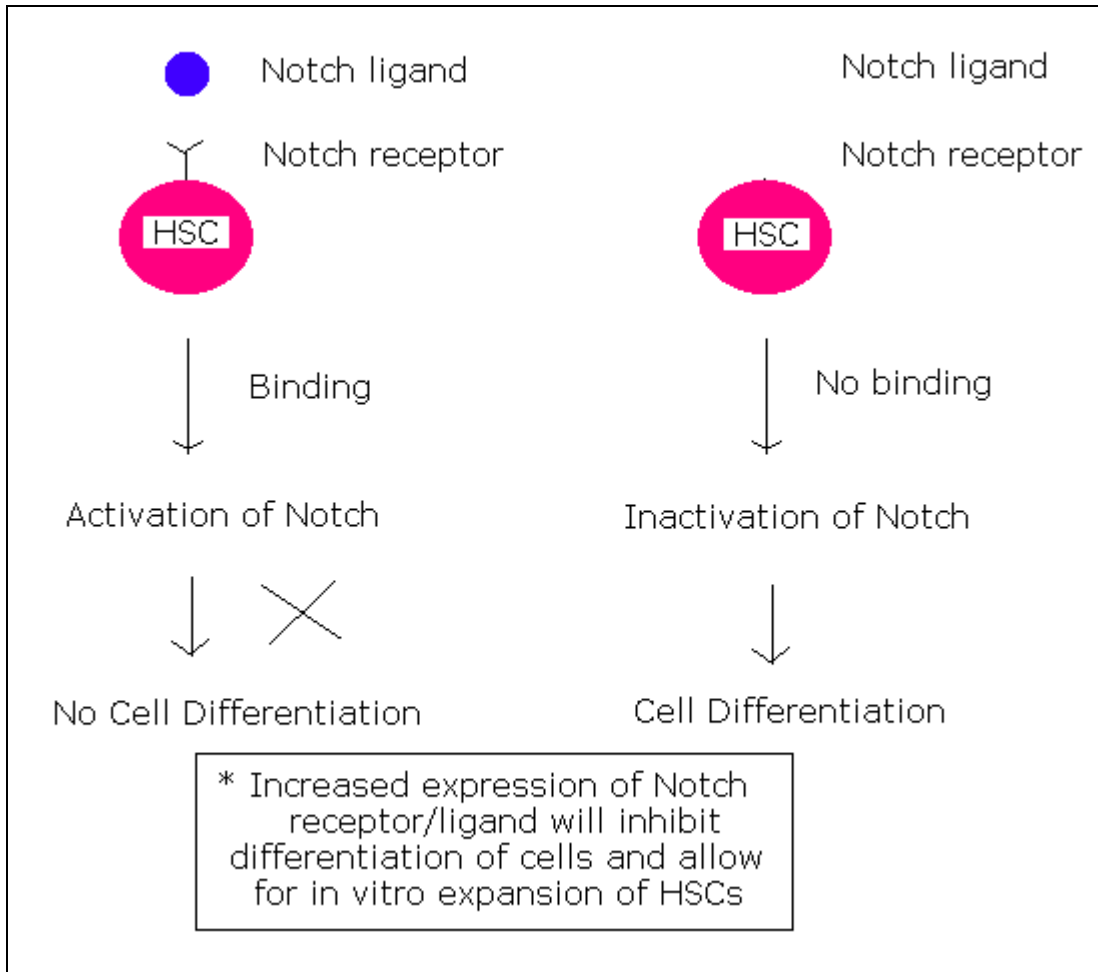 Notch ligand
Notch receptor
HSC
Binding
Activation of Notch
No Cell Differentiation
Notch ligand
Notch receptor
HSC
No binding
Inactivation of Notch
Cell Differentiation
* Increased expression of Notch
receptor/ligand will inhibit
differentiation of cells and allow
for in vitro expansion of HSCs